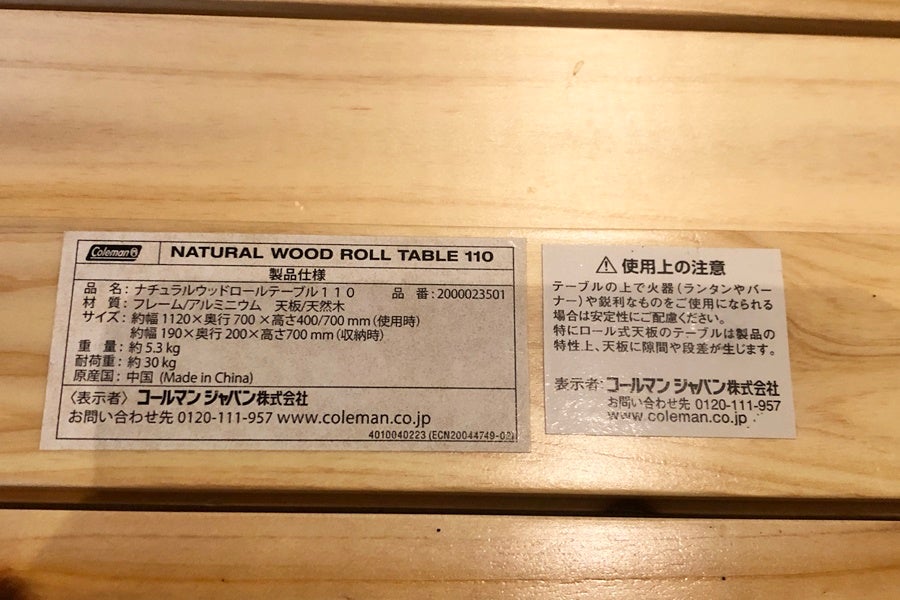 Coleman
NATURAL WOOD ROLL TABLE 110
製品仕様
品 名：ナチュラルウッドロールテーブル１１０ 品 番：2000023501
材 質：フレーム/アルミニウム 天板/天然木
サイズ：約幅 1120×奥行 700×高さ400/700 mm（使用時）
約幅 190×奥行 200×高さ700 mm（収納時）
重 量：約 5.3 kg
耐荷重：約 30 kg
原産国：中国 (Made in China)
〈表示者〉コールマン ジャパン株式会社
お問い合わせ先 0120-111-957 www.coleman.co.jp
4010040223 (ECN20044749-02)
⚠ 使用上の注意
テーブルの上で火器（ランタンやバー
ナー）や鋭利なものをご使用になられる
場合は安定性にご配慮ください。
特にロール式天板のテーブルは製品の
特性上、天板に隙間や段差が生じます。
表示者：コールマン ジャパン株式会社
お問い合わせ先 0120-111-957
www.coleman.co.jp